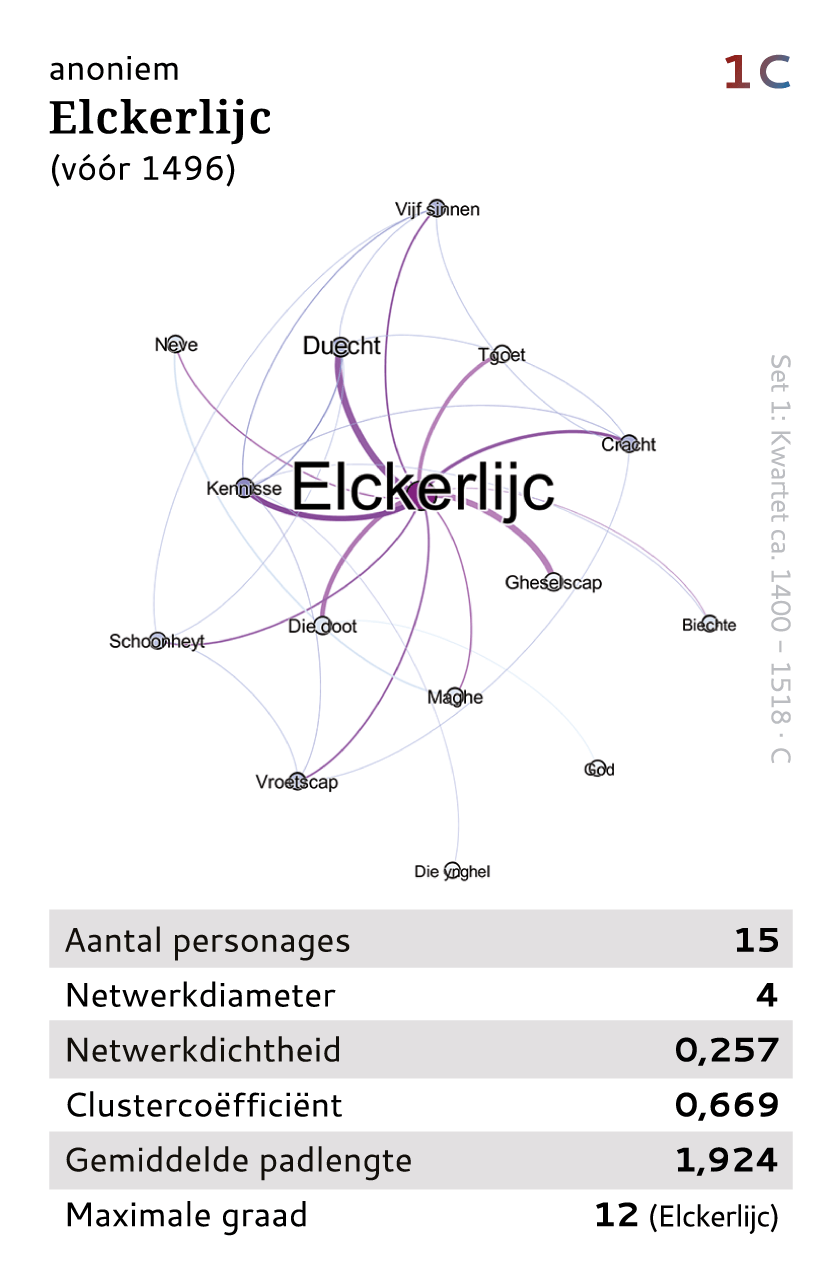 anoniem
1C
Elckerlijc
(vóór 1496)
Vijf sinnen
Neve
Duecht
Tgoet
Cracht
Kennisse
Elckerlijc
Gheselscap
Schoonheyt
Die doot
Biechte
Maghe
God
Vroetscap
Die ynghel
Set 1: Kwartet ca. 1400 – 1518 · C
Aantal personages 15
Netwerkdiameter 4
Netwerkdichtheid 0,257
Clustercoëfficiënt 0,669
Gemiddelde padlengte 1,924
Maximale graad 12 (Elckerlijc)